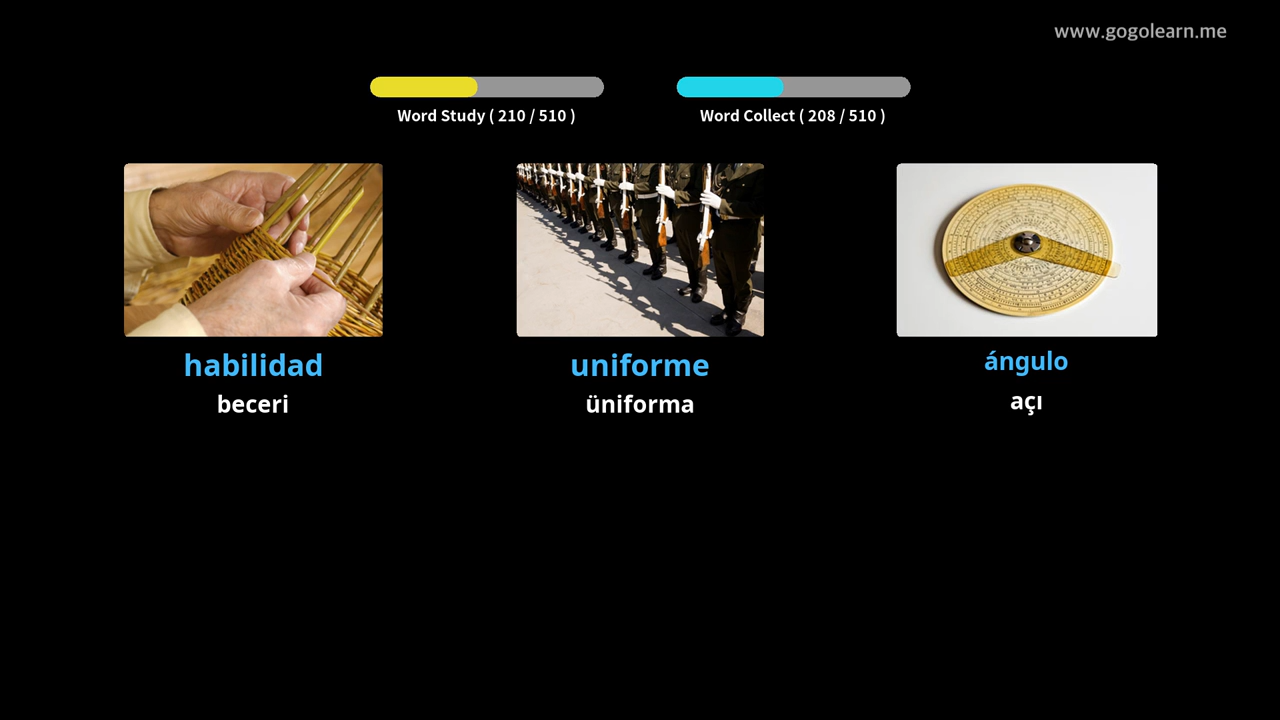 www.gogolearn.me
Word Study ( 210 / 510 )
Word Collect ( 208 / 510 )
habilidad
beceri
uniforme
üniforma
ángulo
açı